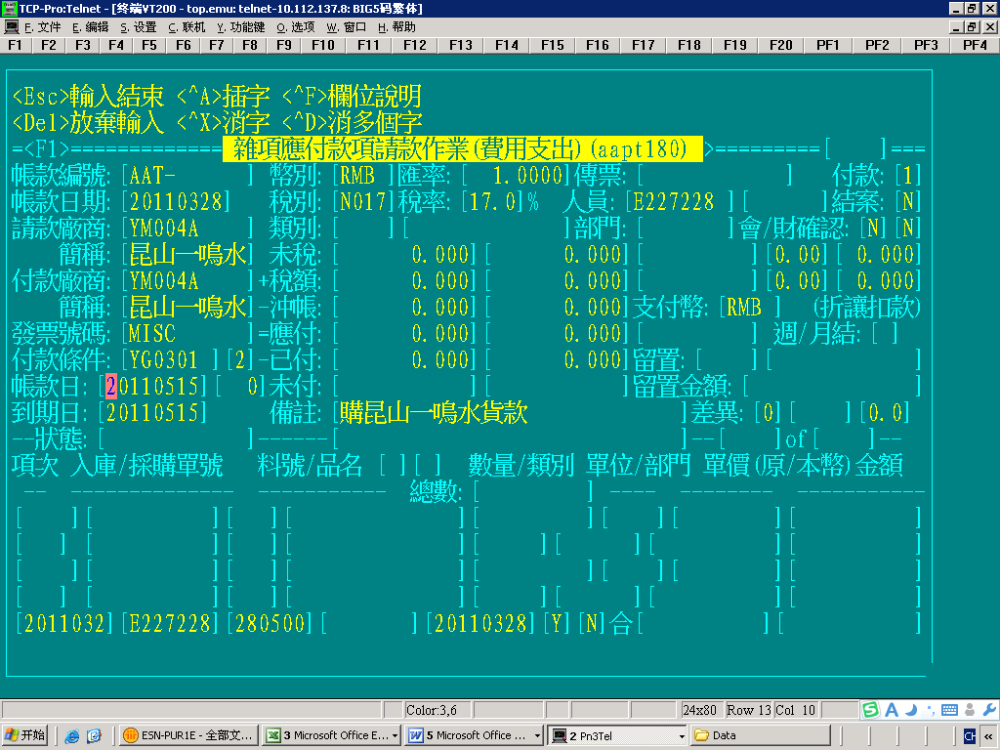 TCP-Pro:Telnet - [终端VT200 - top.emu: telnet-10.112.137.8: BIG5码繁体]
F. 文件 E. 编辑 S. 设置 C. 联机 Y. 功能键 O. 选项 W. 窗口 H. 帮助
F1 F2 F3 F4 F5 F6 F7 F8 F9 F10 F11 F12 F13 F14 F15 F16 F17 F18 F19 F20 PF1 PF2 PF3 PF4
<Esc>輸入結束 <^A>插字 <^F>欄位說明
<Del>放棄輸入 <^X>消字 <^D>消多個字
=<F1>============= 雜項應付款項請款作業(費用支出)(aapt180) >=========[ ]===
帳款編號: [AAT- ] 幣別: [RMB ]匯率: [ 1.0000]傳票: [ ] 付款: [1]
帳款日期: [20110328] 稅別: [N017]稅率: [17.0]% 人員: [E227228 ][ ]結案: [N]
請款廠商: [YM004A ] 類別: [ ][ ]部門: [ ]會/財確認: [N][N]
簡稱: [昆山一鳴水] 未稅: [ 0.000][ 0.000][ ][0.00][ 0.000]
付款廠商: [YM004A ]+稅額: [ 0.000][ 0.000][ ][0.00][ 0.000]
簡稱: [昆山一鳴水]-沖帳: [ 0.000][ 0.000]支付幣: [RMB ] (折讓扣款)
發票號碼: [MISC ]=應付: [ 0.000][ 0.000][ ] 週/月結: [ ]
付款條件: [YG0301 ][2]-已付: [ 0.000][ 0.000]留置: [ ][ ]
帳款日: [20110515][ 0]未付: [ ][ ]留置金額: [ ]
到期日: [20110515] 備註: [購昆山一鳴水貨款 ]差異: [0][ ][0.0]
--狀態: [ ]------[ ]--[ ]of[ ]--
項次 入庫/採購單號 料號/品名 [ ][ ] 數量/類別 單位/部門 單價(原/本幣)金額
-- -------------- ----------- 總數: [ ] ---- -------- -----------
[ ][ ][ ][ ][ ][ ][ ][ ]
[ ] [ ][ ][ ][ ][ ][ ][ ]
[ ][ ][ ][ ][ ][ ][ ][ ]
[ ] [ ][ ][ ][ ][ ][ ][ ]
[2011032][E227228][280500][ ][20110328][Y][N]合[ ][ ]
Color:3,6 24x80 Row 13 Col 10
开始 ESN-PUR1E - 全部文... 3 Microsoft Office E... 5 Microsoft Office ... 2 Pn3Tel Data CH «